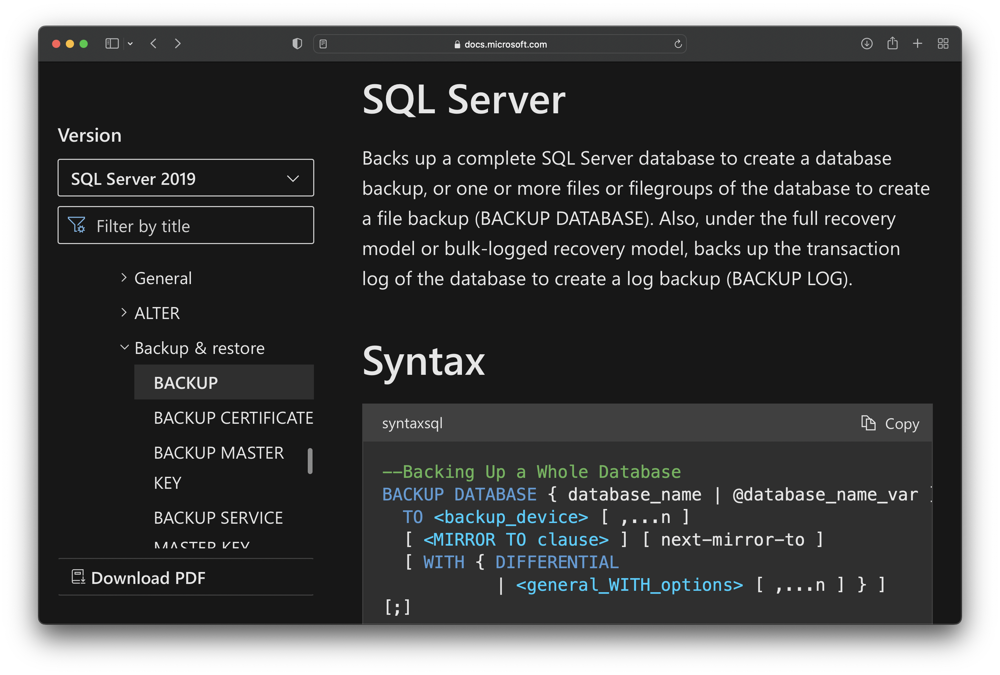 docs.microsoft.com
Version
SQL Server 2019
Filter by title
General
ALTER
Backup & restore
BACKUP
BACKUP CERTIFICATE
BACKUP MASTER
KEY
BACKUP SERVICE
MASTER KEY
Download PDF
SQL Server
Backs up a complete SQL Server database to create a database
backup, or one or more files or filegroups of the database to create
a file backup (BACKUP DATABASE). Also, under the full recovery
model or bulk-logged recovery model, backs up the transaction
log of the database to create a log backup (BACKUP LOG).
Syntax
syntaxsql
Copy
--Backing Up a Whole Database
BACKUP DATABASE { database_name | @database_name_var }
  TO <backup_device> [ ,...n ]
  [ <MIRROR TO clause> ] [ next-mirror-to ]
  [ WITH { DIFFERENTIAL
           | <general_WITH_options> [ ,...n ] } ]
[;]